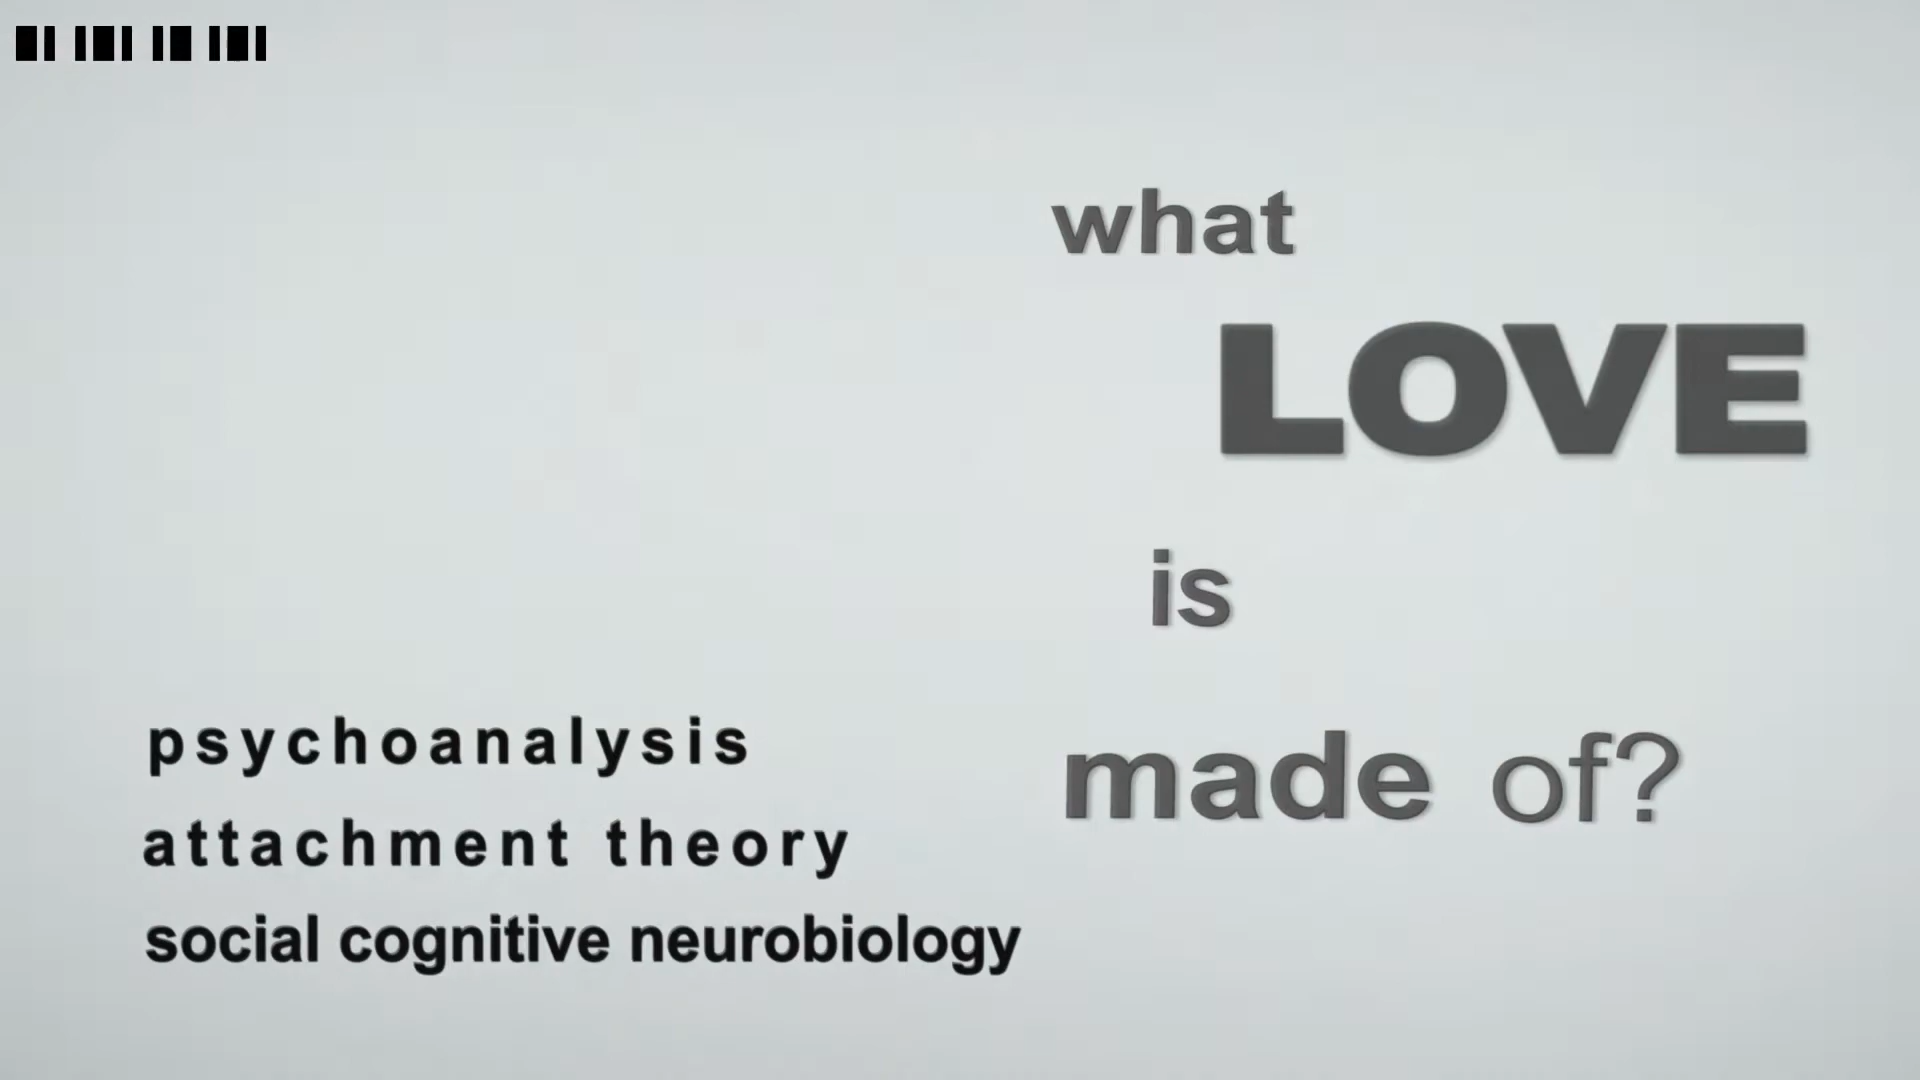 what
LOVE
is
made of?
psychoanalysis
attachment theory
social cognitive neurobiology